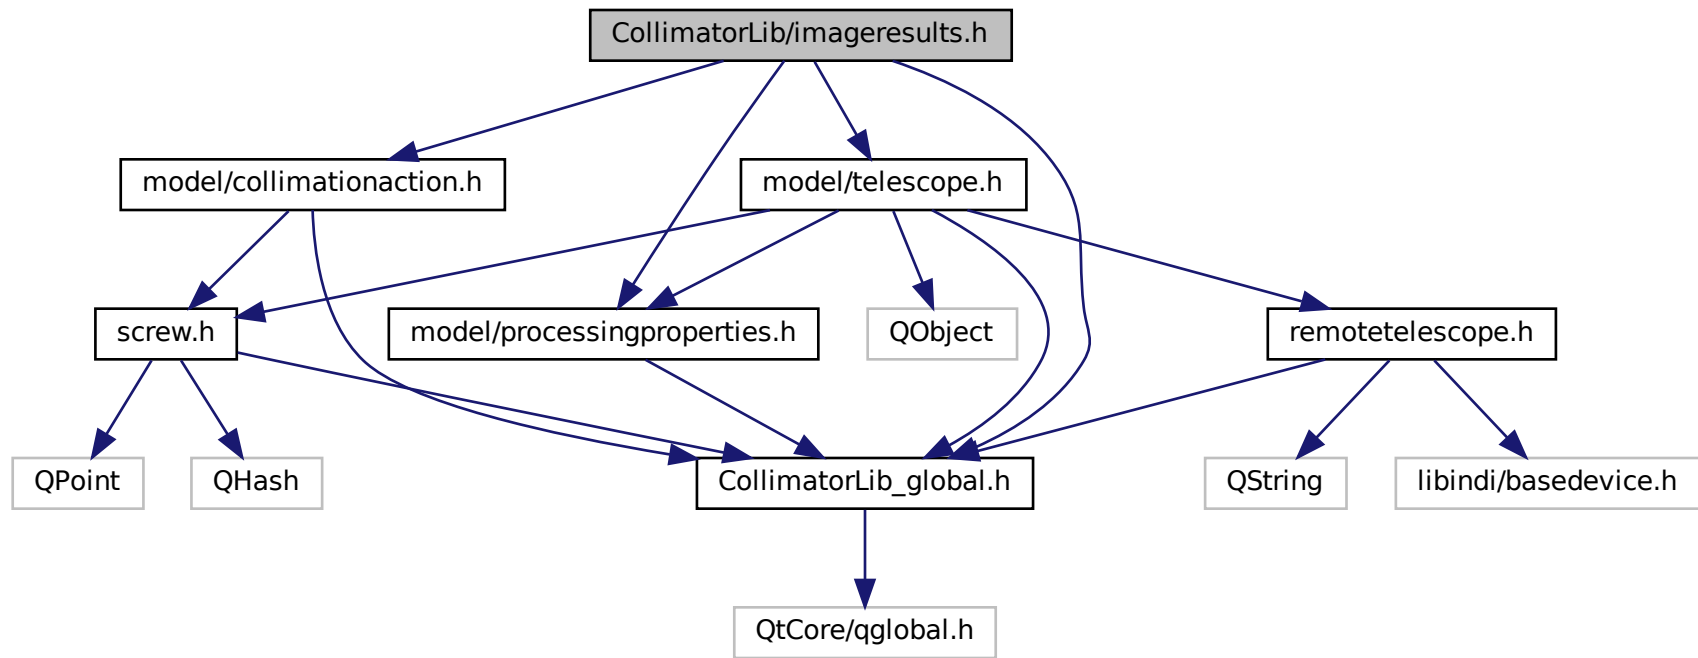 CollimatorLib/imageresults.h
model/collimationaction.h
model/telescope.h
screw.h
model/processingproperties.h
QObject
remotetelescope.h
QPoint
QHash
CollimatorLib_global.h
QString
libindi/basedevice.h
QtCore/qglobal.h